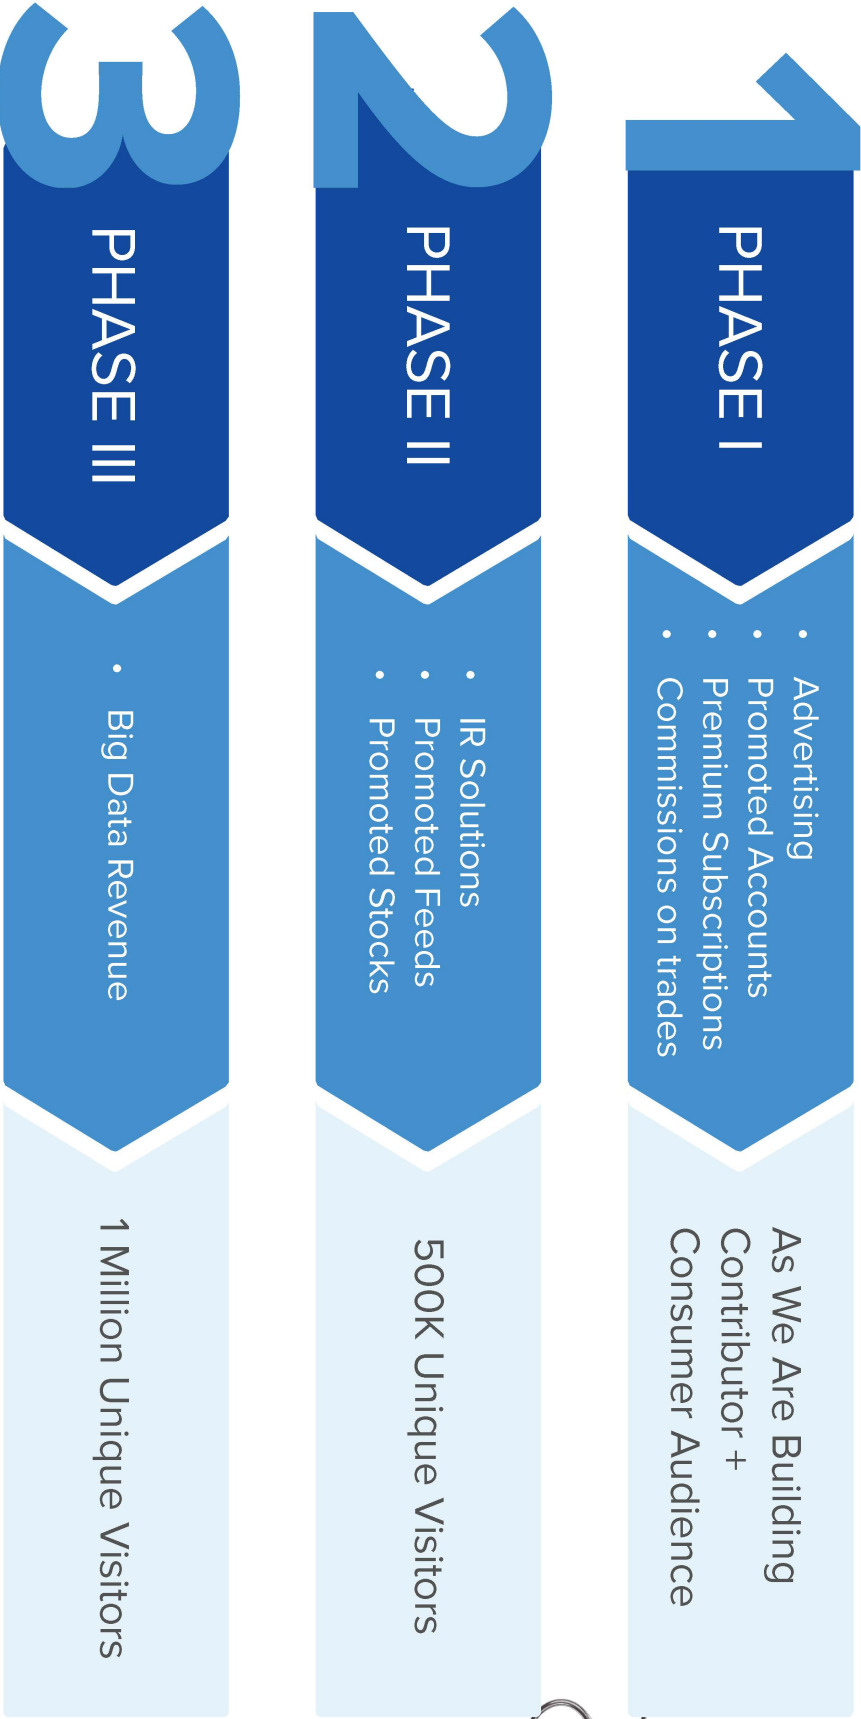 1
PHASE I
• Advertising
• Promoted Accounts
• Premium Subscriptions
• Commissions on trades
As We Are Building
Contributor +
Consumer Audience
2
PHASE II
• IR Solutions
• Promoted Feeds
• Promoted Stocks
500K Unique Visitors
3
PHASE III
• Big Data Revenue
1 Million Unique Visitors